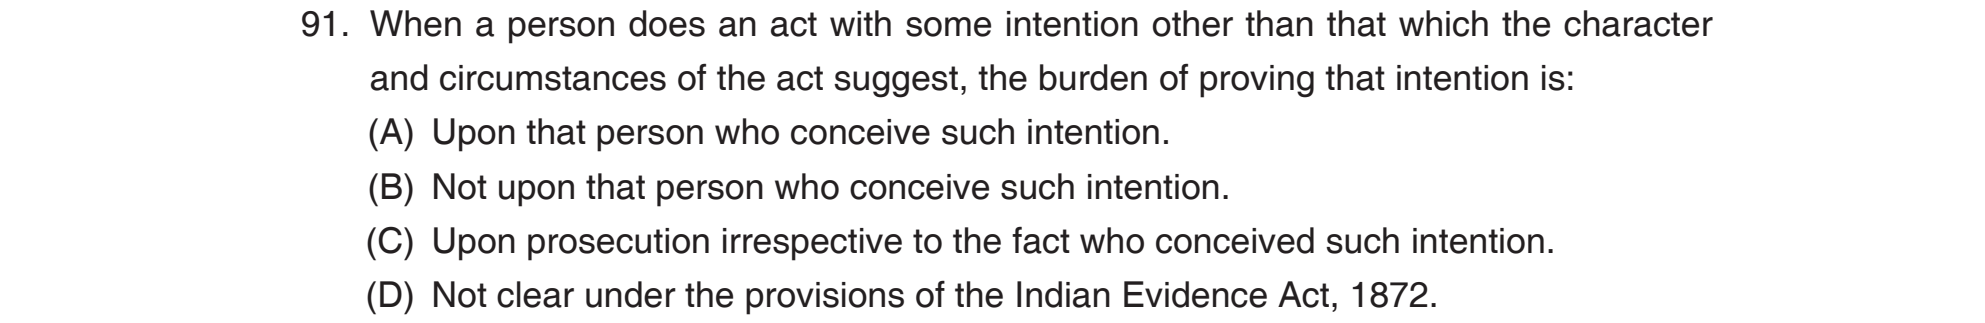 91. When a person does an act with some intention other than that which the character
and circumstances of the act suggest, the burden of proving that intention is:
(A) Upon that person who conceive such intention.
(B) Not upon that person who conceive such intention.
(C) Upon prosecution irrespective to the fact who conceived such intention.
(D) Not clear under the provisions of the Indian Evidence Act, 1872.